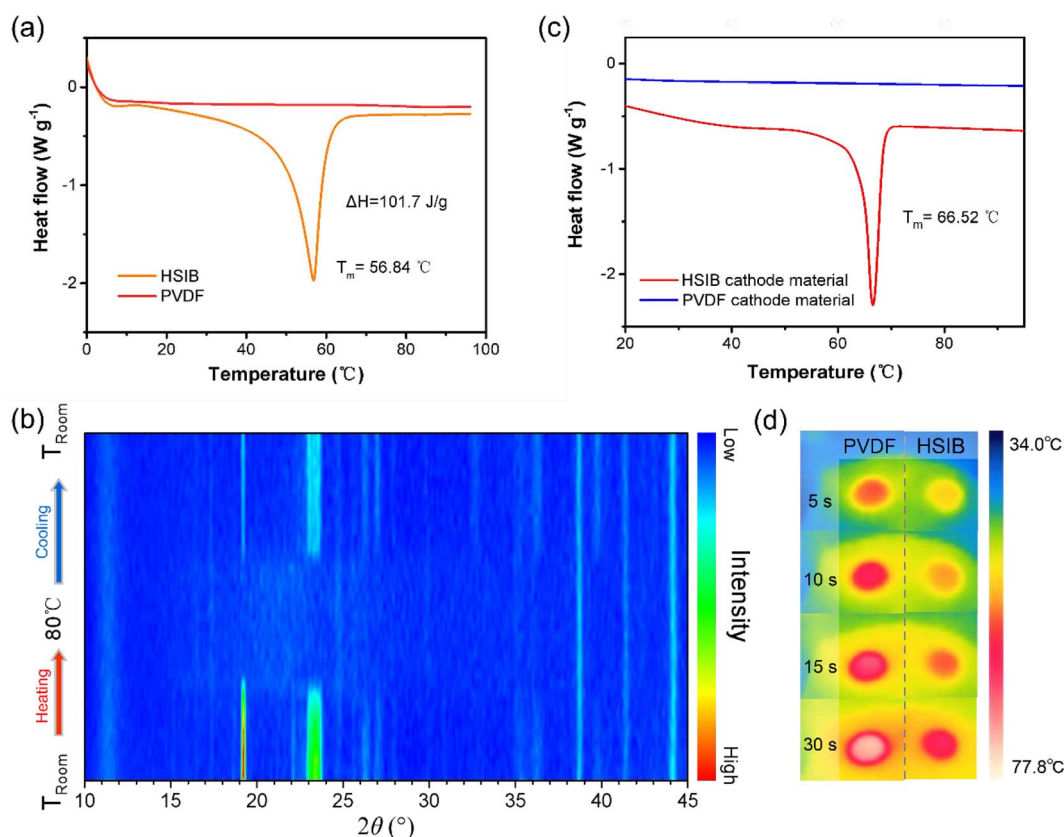 (a)
0
-1
-2
Heat flow (W g-1)
ΔH=101.7 J/g
Tm= 56.84 ℃
HSIB
PVDF
0 20 40 60 80 100
Temperature (℃)
(c)
0
-1
-2
Heat flow (W g-1)
Tm= 66.52 ℃
HSIB cathode material
PVDF cathode material
20 40 60 80
Temperature (℃)
(b)
TRoom
Cooling
80℃
Heating
TRoom
10 15 20 25 30 35 40 45
2θ (°)
Low
Intensity
High
(d)
PVDF HSIB
5 s
10 s
15 s
30 s
34.0℃
77.8℃